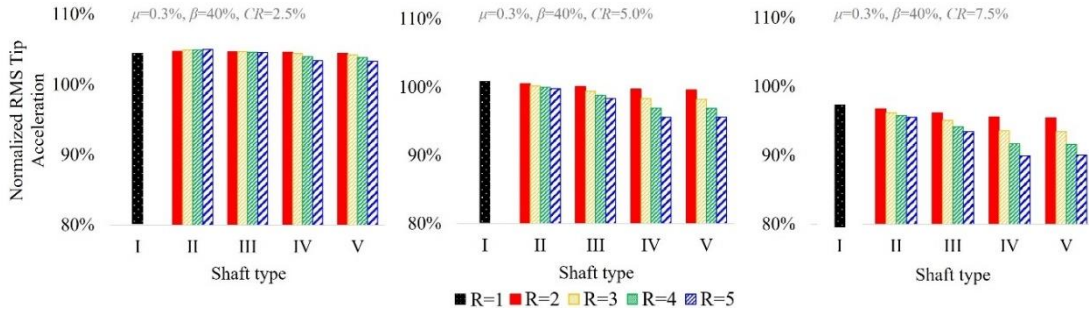 μ=0.3%, β=40%, CR=2.5%
110%
100%
90%
80%
Normalized RMS Tip
Acceleration
I II III IV V
Shaft type
μ=0.3%, β=40%, CR=5.0%
110%
100%
90%
80%
I II III IV V
Shaft type
μ=0.3%, β=40%, CR=7.5%
110%
100%
90%
80%
I II III IV V
Shaft type
R=1 R=2 R=3 R=4 R=5